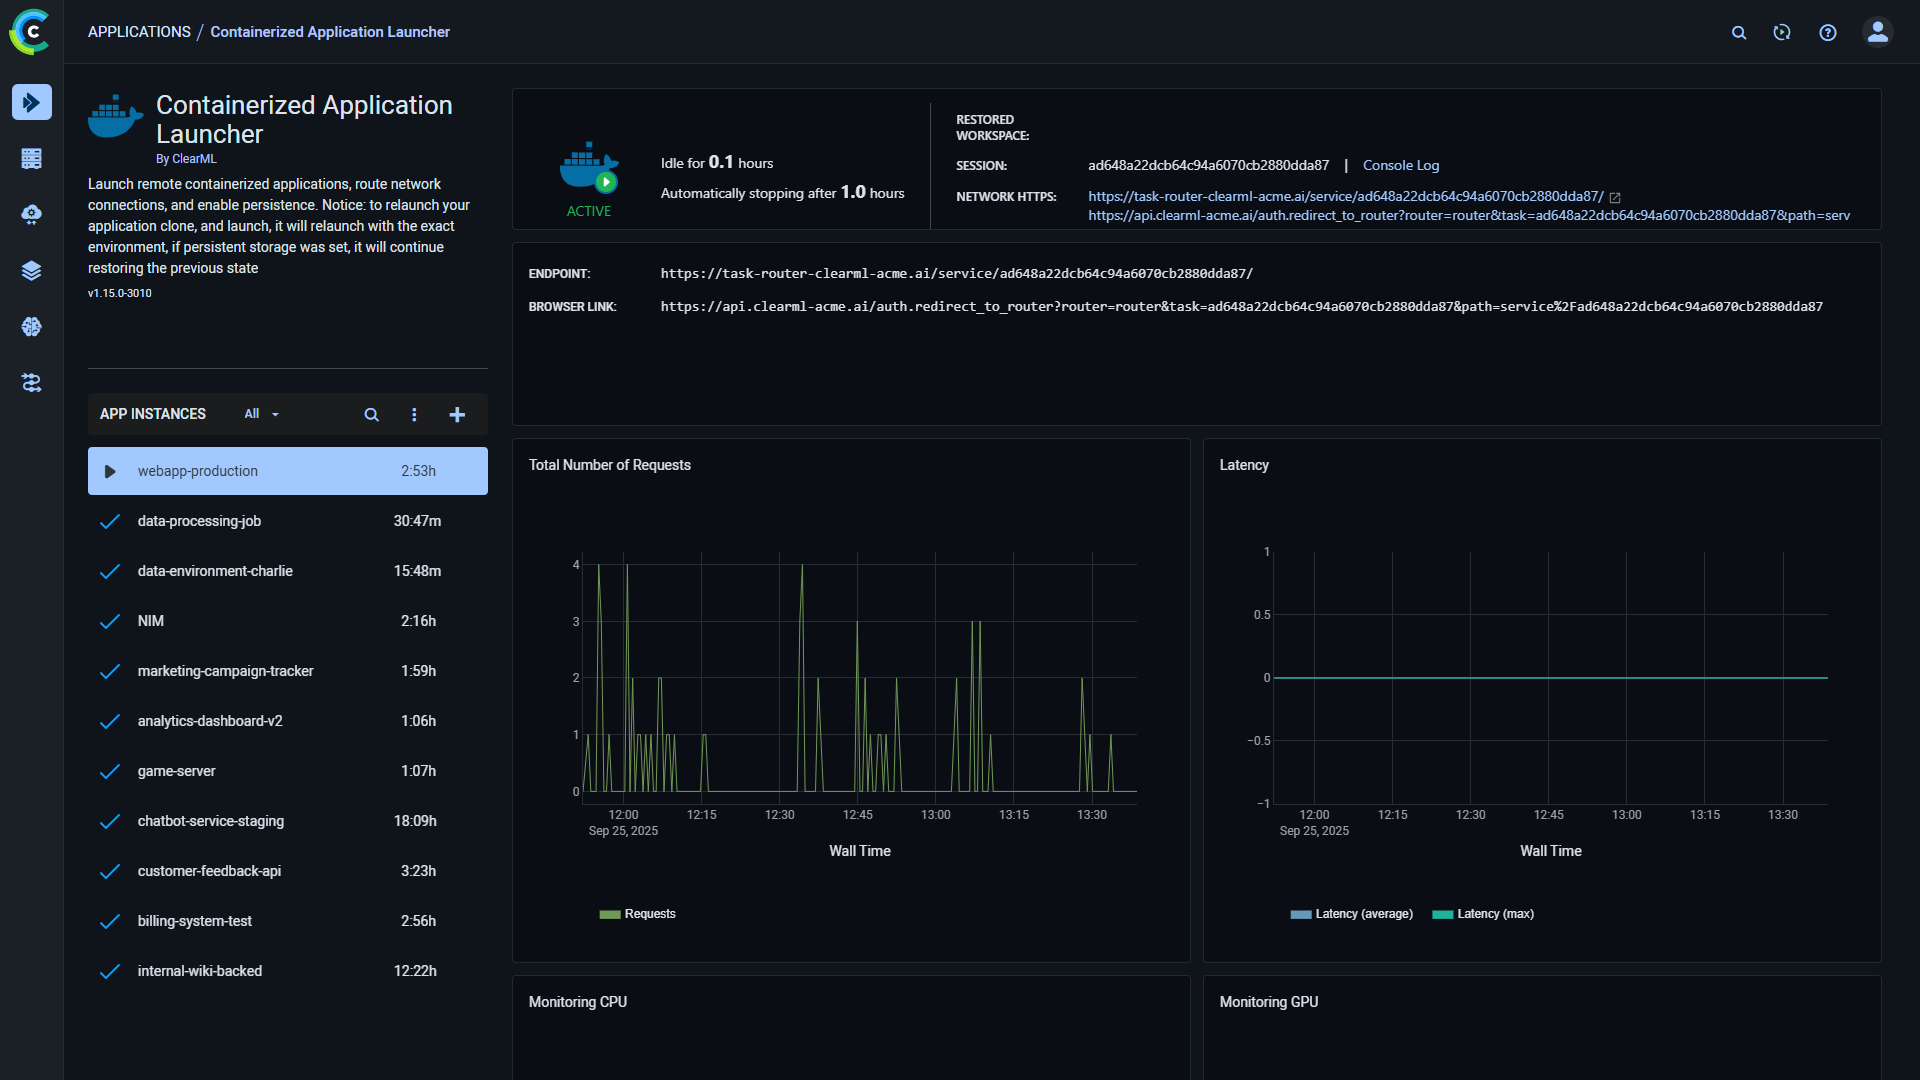 APPLICATIONS / Containerized Application Launcher
Containerized Application
Launcher
By ClearML
Launch remote containerized applications, route network
connections, and enable persistence. Notice: to relaunch your
application clone, and launch, it will relaunch with the exact
environment, if persistent storage was set, it will continue
restoring the previous state
v1.15.0-3010
APP INSTANCES All
webapp-production 2:53h
data-processing-job 30:47m
data-environment-charlie 15:48m
NIM 2:16h
marketing-campaign-tracker 1:59h
analytics-dashboard-v2 1:06h
game-server 1:07h
chatbot-service-staging 18:09h
customer-feedback-api 3:23h
billing-system-test 2:56h
internal-wiki-backed 12:22h
ACTIVE
Idle for 0.1 hours
Automatically stopping after 1.0 hours
RESTORED
WORKSPACE:
SESSION: ad648a22dcb64c94a6070cb2880dda87 | Console Log
NETWORK HTTPS: https://task-router-clearml-acme.ai/service/ad648a22dcb64c94a6070cb2880dda87/
https://api.clearml-acme.ai/auth.redirect_to_router?router=router&task=ad648a22dcb64c94a6070cb2880dda87&path=serv
ENDPOINT: https://task-router-clearml-acme.ai/service/ad648a22dcb64c94a6070cb2880dda87/
BROWSER LINK: https://api.clearml-acme.ai/auth.redirect_to_router?router=router&task=ad648a22dcb64c94a6070cb2880dda87&path=service%2Fad648a22dcb64c94a6070cb2880dda87
Total Number of Requests
4
3
2
1
0
12:00 12:15 12:30 12:45 13:00 13:15 13:30
Sep 25, 2025
Wall Time
Requests
Latency
1
0.5
0
−0.5
−1
12:00 12:15 12:30 12:45 13:00 13:15 13:30
Sep 25, 2025
Wall Time
Latency (average) Latency (max)
Monitoring CPU
Monitoring GPU